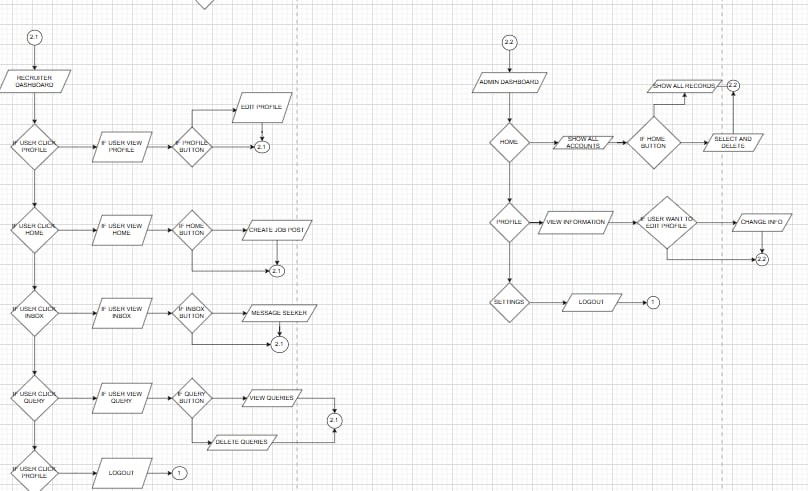 2.1
RECRUITER
DASHBOARD
IF USER CLICK
PROFILE
IF USER VIEW
PROFILE
IF PROFILE
BUTTON
EDIT PROFILE
2.1
IF USER CLICK
HOME
IF USER VIEW
HOME
IF HOME
BUTTON
CREATE JOB POST
2.1
IF USER CLICK
INBOX
IF USER VIEW
INBOX
IF INBOX
BUTTON
MESSAGE SEEKER
2.1
IF USER CLICK
QUERY
IF USER VIEW
QUERY
IF QUERY
BUTTON
VIEW QUERIES
2.1
DELETE QUERIES
IF USER CLICK
PROFILE
LOGOUT
1
2.2
ADMIN DASHBOARD
HOME
SHOW ALL
ACCOUNTS
IF HOME
BUTTON
SHOW ALL RECORDS
2.2
SELECT AND
DELETE
PROFILE
VIEW INFORMATION
IF USER WANT TO
EDIT PROFILE
CHANGE INFO
2.2
SETTINGS
LOGOUT
1